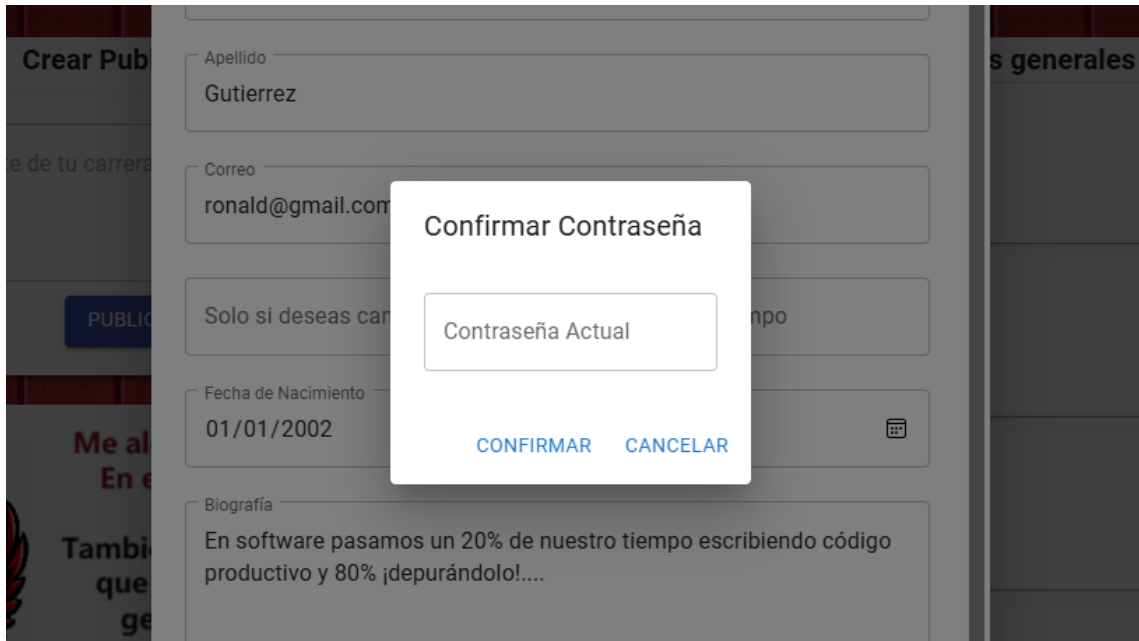 Crear Pub
s generales
Apellido
Gutierrez
e de tu carrera
Correo
ronald@gmail.com
Confirmar Contraseña
Solo si deseas
Contraseña Actual
PUBLIC
Fecha de Nacimiento
01/01/2002
CONFIRMAR CANCELAR
Me al
En e
Biografía
En software pasamos un 20% de nuestro tiempo escribiendo código
productivo y 80% ¡depurándolo!....
Tambi
que
ge